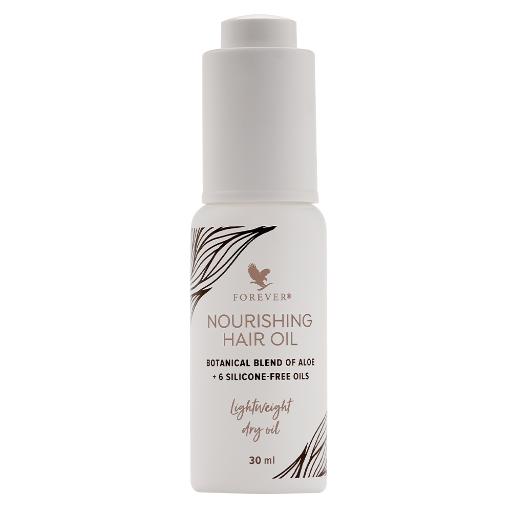 FOREVER®
NOURISHING
HAIR OIL
BOTANICAL BLEND OF ALOE
+ 6 SILICONE-FREE OILS
Lightweight
dry oil
30 ml